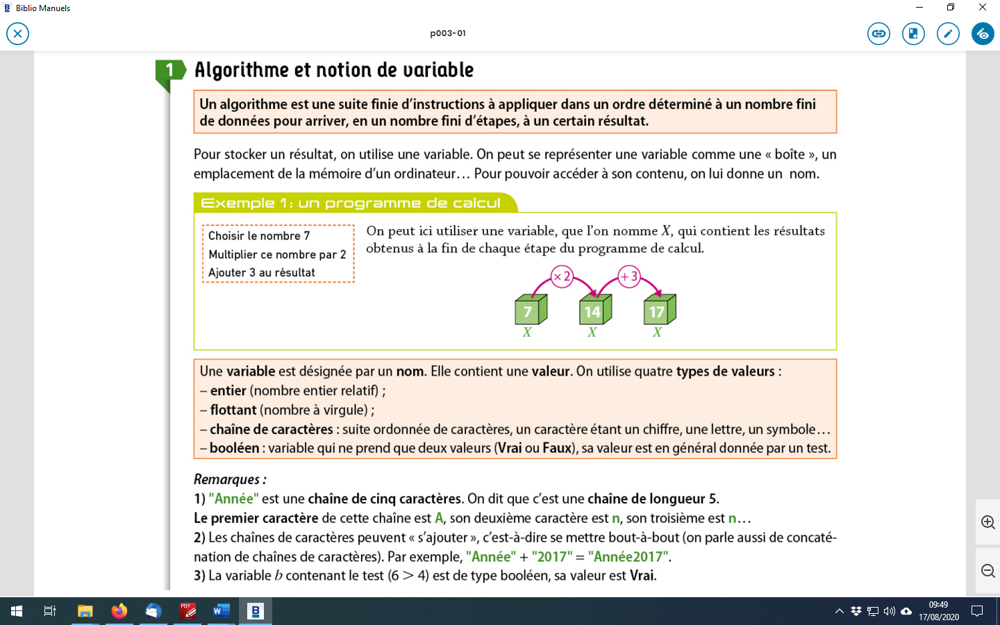 Biblio Manuels
p003-01
1 Algorithme et notion de variable
Un algorithme est une suite finie d'instructions à appliquer dans un ordre déterminé à un nombre fini
de données pour arriver, en un nombre fini d'étapes, à un certain résultat.
Pour stocker un résultat, on utilise une variable. On peut se représenter une variable comme une « boîte », un
emplacement de la mémoire d'un ordinateur… Pour pouvoir accéder à son contenu, on lui donne un nom.
Exemple 1 : un programme de calcul
Choisir le nombre 7
Multiplier ce nombre par 2
Ajouter 3 au résultat
On peut ici utiliser une variable, que l'on nomme X, qui contient les résultats
obtenus à la fin de chaque étape du programme de calcul.
× 2 + 3
7 14 17
X X X
Une variable est désignée par un nom. Elle contient une valeur. On utilise quatre types de valeurs :
– entier (nombre entier relatif) ;
– flottant (nombre à virgule) ;
– chaîne de caractères : suite ordonnée de caractères, un caractère étant un chiffre, une lettre, un symbole…
– booléen : variable qui ne prend que deux valeurs (Vrai ou Faux), sa valeur est en général donnée par un test.
Remarques :
1) "Année" est une chaîne de cinq caractères. On dit que c'est une chaîne de longueur 5.
Le premier caractère de cette chaîne est A, son deuxième caractère est n, son troisième est n…
2) Les chaînes de caractères peuvent « s'ajouter », c'est-à-dire se mettre bout-à-bout (on parle aussi de concaté-
nation de chaînes de caractères). Par exemple, "Année" + "2017" = "Année2017".
3) La variable b contenant le test (6 > 4) est de type booléen, sa valeur est Vrai.
PDF
W
B
09:49
17/08/2020